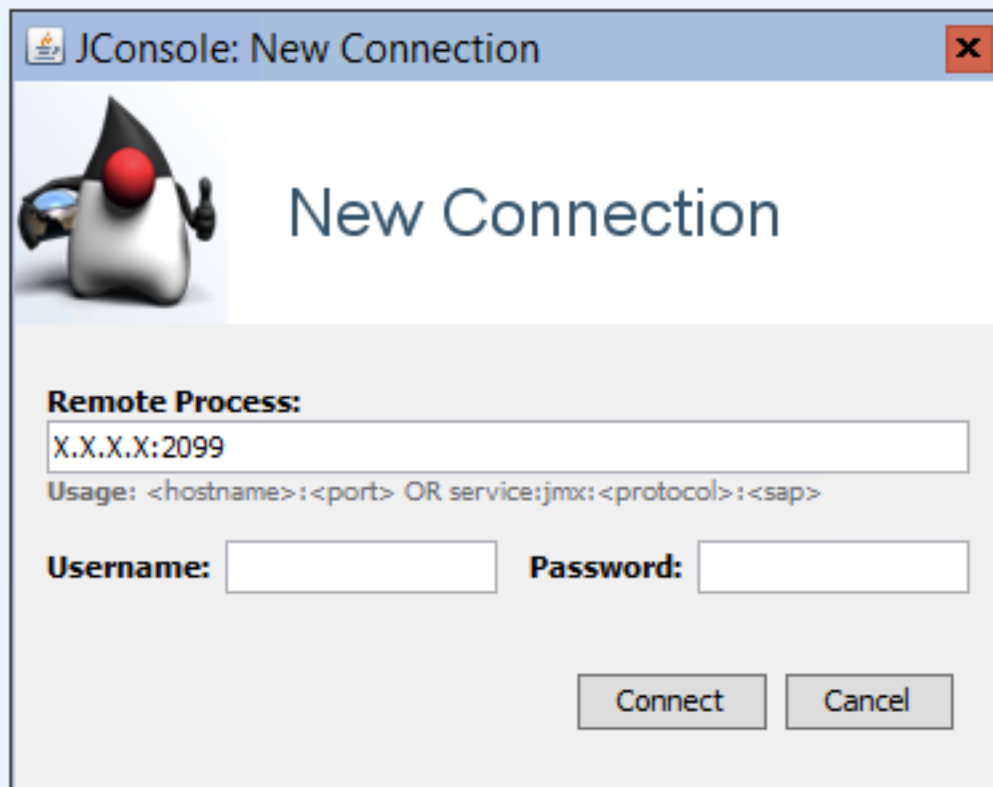 JConsole: New Connection
New Connection
Remote Process:
X.X.X.X:2099
Usage: <hostname>:<port> OR service:jmx:<protocol>:<sap>
Username: Password:
Connect Cancel